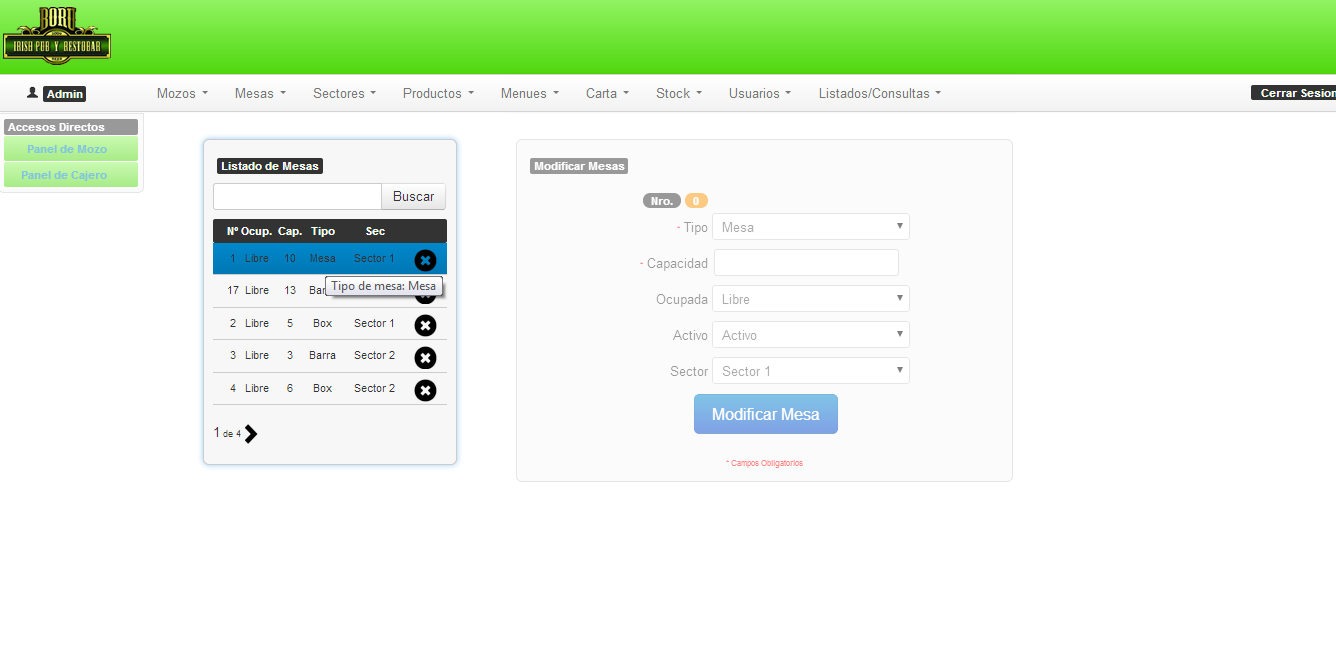 BORU
IRISH PUB Y RESTOBAR
Admin Mozos Mesas Sectores Productos Menues Carta Stock Usuarios Listados/Consultas Cerrar Sesion
Accesos Directos
Panel de Mozo
Panel de Cajero
Listado de Mesas
Buscar
Nº Ocup. Cap. Tipo Sec
1 Libre 10 Mesa Sector 1
Tipo de mesa: Mesa
17 Libre 13
2 Libre 5 Box Sector 1
3 Libre 3 Barra Sector 2
4 Libre 6 Box Sector 2
1 de 4
Modificar Mesas
Nro. 0
- Tipo Mesa
- Capacidad
Ocupada Libre
Activo Activo
Sector Sector 1
Modificar Mesa
* Campos Obligatorios